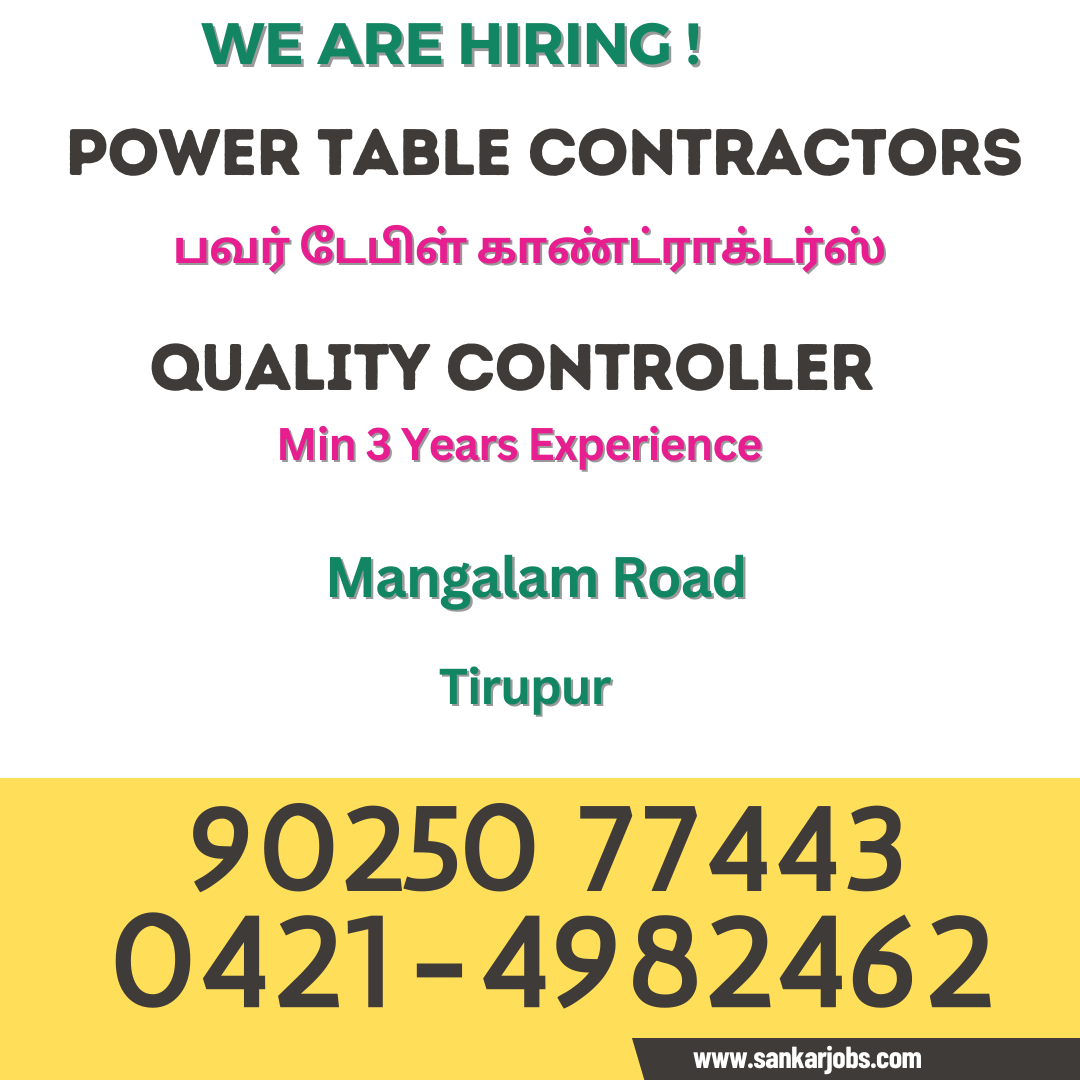 WE ARE HIRING !
POWER TABLE CONTRACTORS
பவர் டேபிள் காண்ட்ராக்டர்ஸ்
QUALITY CONTROLLER
Min 3 Years Experience
Mangalam Road
Tirupur
90250 77443
0421-4982462
www.sankarjobs.com